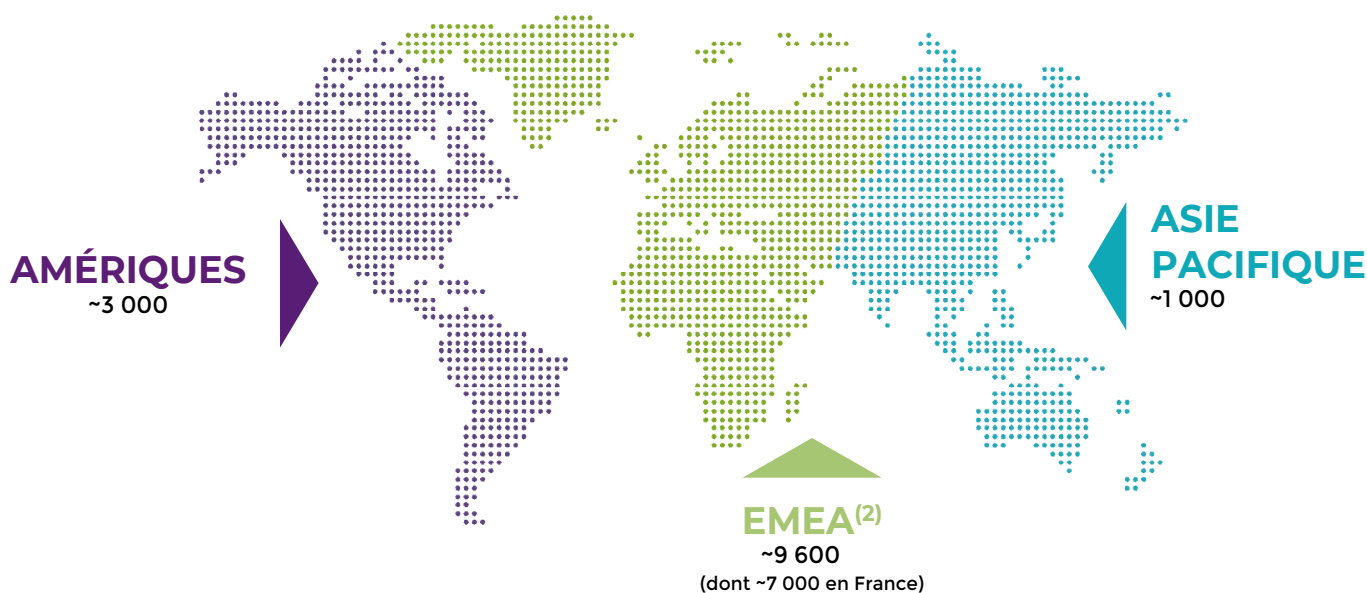 AMÉRIQUES
~3 000
ASIE
PACIFIQUE
~1 000
EMEA(2)
~9 600
(dont ~7 000 en France)